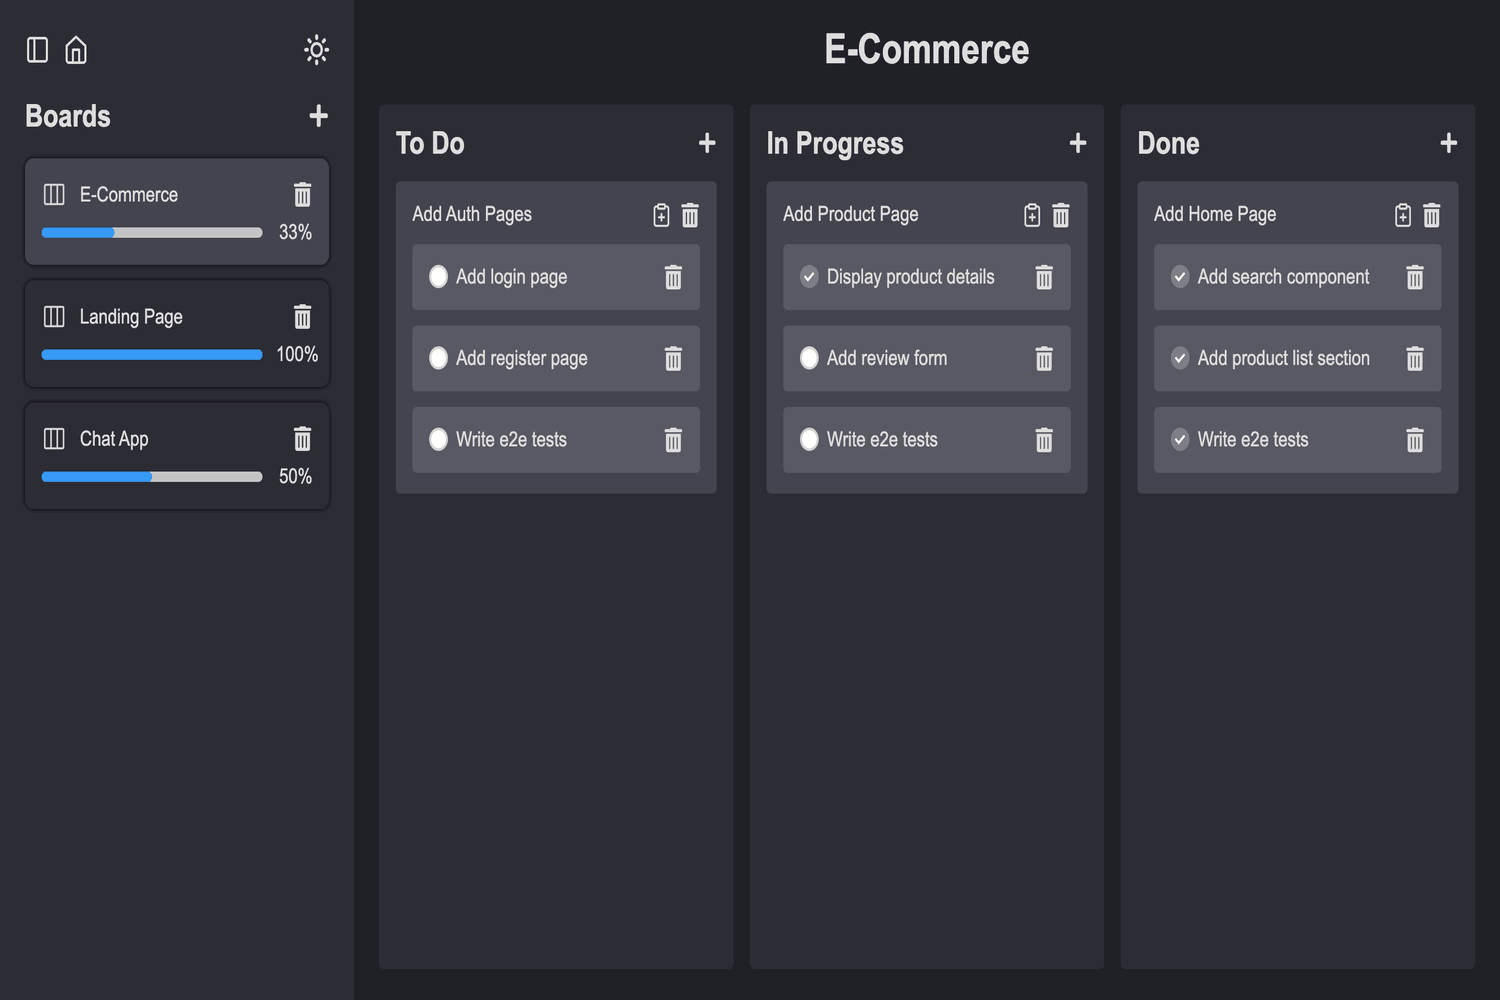 Boards
E-Commerce
33%
Landing Page
100%
Chat App
50%
E-Commerce
To Do
Add Auth Pages
Add login page
Add register page
Write e2e tests
In Progress
Add Product Page
Display product details
Add review form
Write e2e tests
Done
Add Home Page
Add search component
Add product list section
Write e2e tests